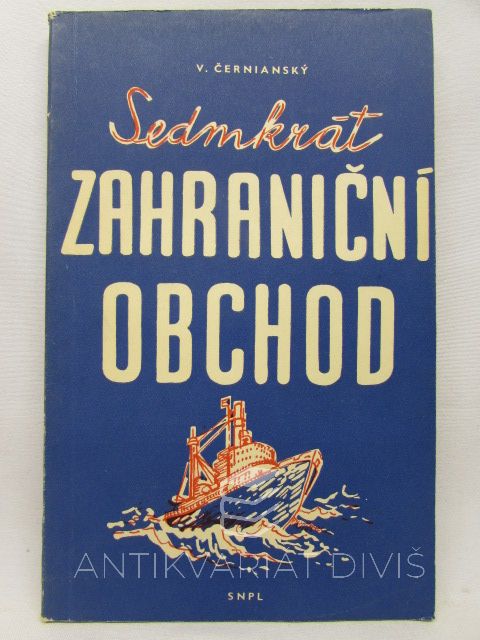 V. ČERNIANSKÝ
Sedmkrát
ZAHRANIČNÍ
OBCHOD
ANTIKVARIÁT DIVIŠ
SNPL